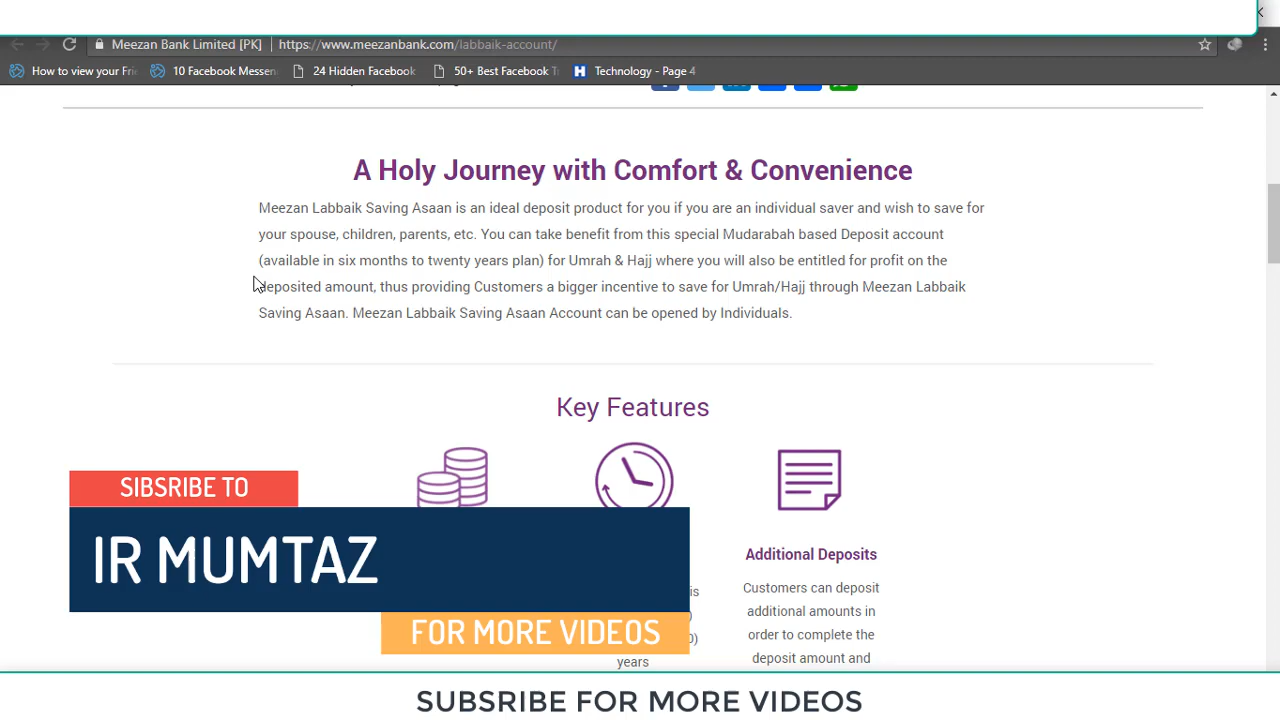 Meezan Bank Limited [PK] https://www.meezanbank.com/labbaik-account/
How to view your Frie 10 Facebook Messen 24 Hidden Facebook 50+ Best Facebook Ti H Technology - Page 4
A Holy Journey with Comfort & Convenience
Meezan Labbaik Saving Asaan is an ideal deposit product for you if you are an individual saver and wish to save for
your spouse, children, parents, etc. You can take benefit from this special Mudarabah based Deposit account
(available in six months to twenty years plan) for Umrah & Hajj where you will also be entitled for profit on the
deposited amount, thus providing Customers a bigger incentive to save for Umrah/Hajj through Meezan Labbaik
Saving Asaan. Meezan Labbaik Saving Asaan Account can be opened by Individuals.
Key Features
SIBSRIBE TO
IR MUMTAZ
FOR MORE VIDEOS
is
0)
years
Additional Deposits
Customers can deposit
additional amounts in
order to complete the
deposit amount and
SUBSRIBE FOR MORE VIDEOS